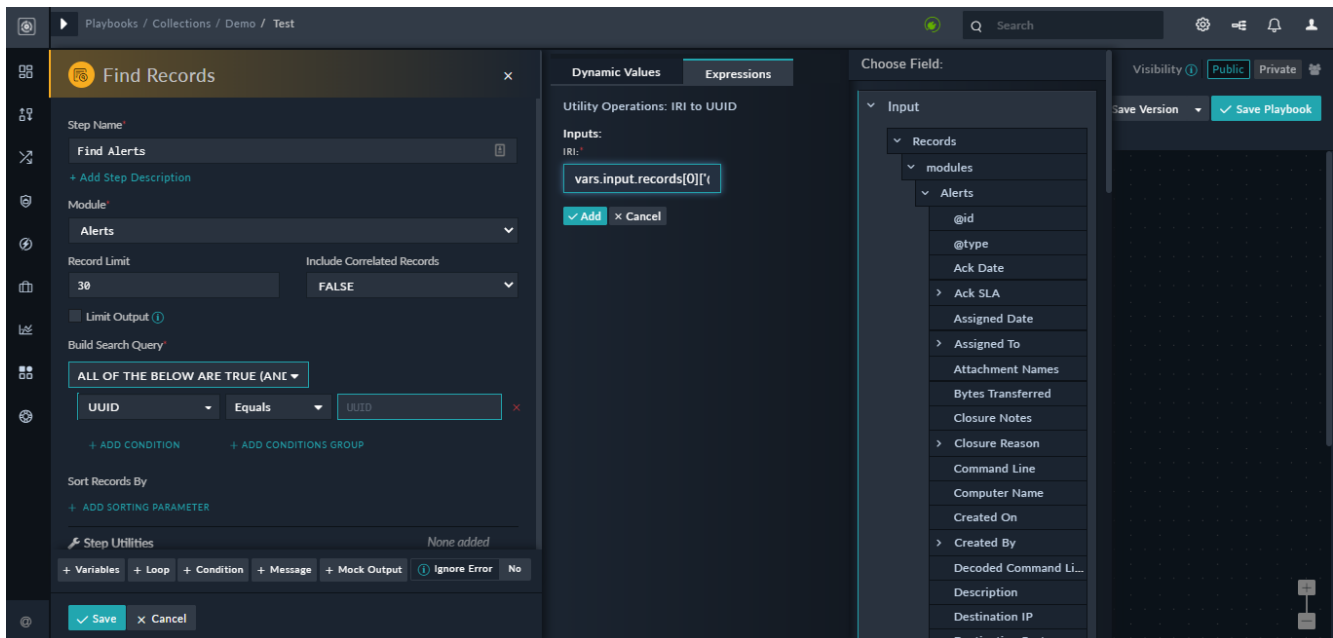 Playbooks / Collections / Demo / Test
Search
Find Records
Step Name*
Find Alerts
+ Add Step Description
Module*
Alerts
Record Limit
Include Correlated Records
30
FALSE
Limit Output
Build Search Query*
ALL OF THE BELOW ARE TRUE (AND
UUID
Equals
UUID
+ ADD CONDITION
+ ADD CONDITIONS GROUP
Sort Records By
+ ADD SORTING PARAMETER
Step Utilities
None added
+ Variables
+ Loop
+ Condition
+ Message
+ Mock Output
Ignore Error
No
Save
Cancel
@
Dynamic Values
Expressions
Utility Operations: IRI to UUID
Inputs:
IRI:*
vars.input.records[0]['(
Add
Cancel
Choose Field:
Input
Records
modules
Alerts
@id
@type
Ack Date
Ack SLA
Assigned Date
Assigned To
Attachment Names
Bytes Transferred
Closure Notes
Closure Reason
Command Line
Computer Name
Created On
Created By
Decoded Command Li...
Description
Destination IP
Visibility
Public
Private
Save Version
Save Playbook